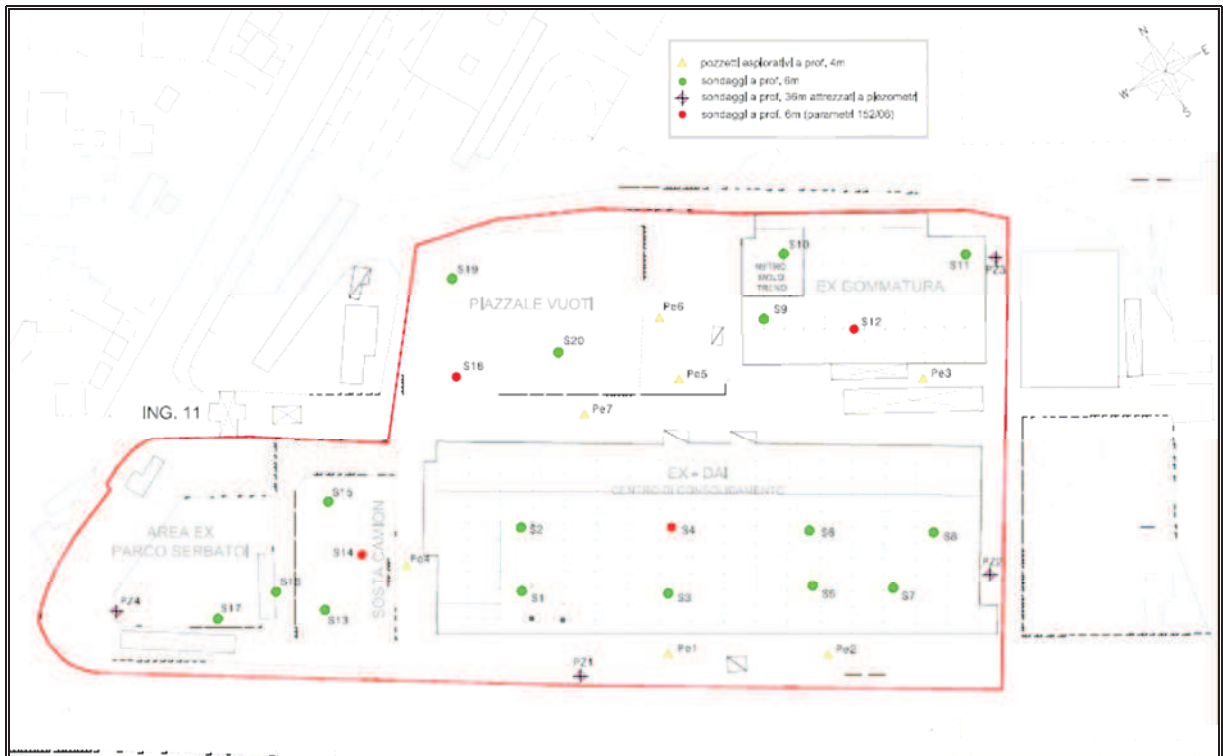 N
E
W
S
pozzetti esplorativi a prof. 4m
sondaggi a prof. 6m
sondaggi a prof. 36m attrezzati a piezometri
sondaggi a prof. 6m (parametri 152/06)
S19
S10
S11
PZ3
METRO
TREND
PIAZZALE VUOTI
EX GOMMATURA
Pe6
S9
S12
S20
S18
Pe5
Pe3
Pe7
ING. 11
EX - DAI
CENTRO DI CONSOLIDAMENTO
S15
S2
S4
S6
S8
AREA EX
PARCO SERBATOI
S14
SOSTA CAMION
Pe4
PZ2
S16
S1
S3
S5
S7
PZ4
S17
S13
Pe1
Pe2
PZ1